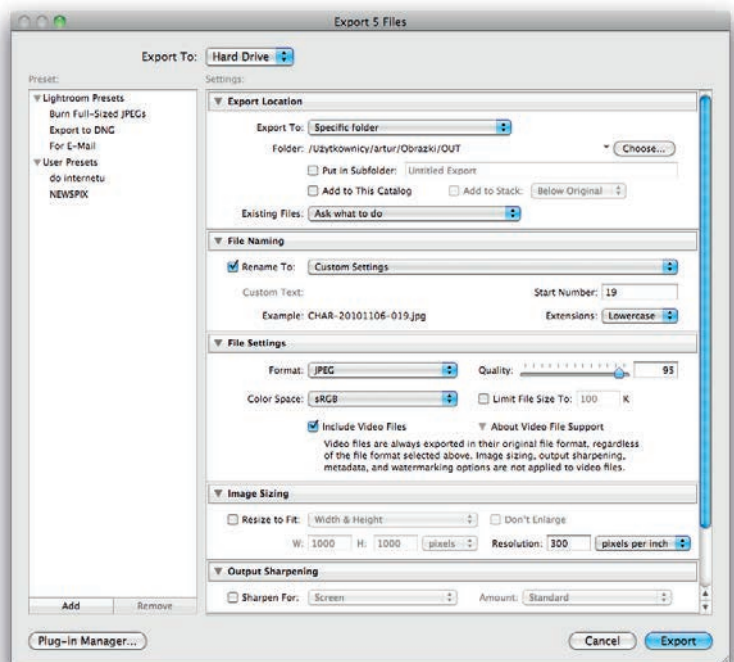 Export 5 Files
Export To: Hard Drive
Preset:
Settings:
Lightroom Presets
Burn Full-Sized JPEGs
Export to DNG
For E-Mail
User Presets
do internetu
NEWSPIX
Add Remove
Export Location
Export To: Specific folder
Folder: /Użytkownicy/artur/Obrazki/OUT Choose...
Put in Subfolder: Untitled Export
Add to This Catalog Add to Stack: Below Original
Existing Files: Ask what to do
File Naming
Rename To: Custom Settings
Custom Text: Start Number: 19
Example: CHAR-20101106-019.jpg Extensions: Lowercase
File Settings
Format: JPEG Quality: 93
Color Space: sRGB Limit File Size To: 100 K
Include Video Files About Video File Support
Video files are always exported in their original file format, regardless
of the file format selected above. Image sizing, output sharpening,
metadata, and watermarking options are not applied to video files.
Image Sizing
Resize to Fit: Width & Height Don't Enlarge
W: 1000 H: 1000 pixels Resolution: 300 pixels per inch
Output Sharpening
Sharpen For: Screen Amount: Standard
Plug-in Manager... Cancel Export